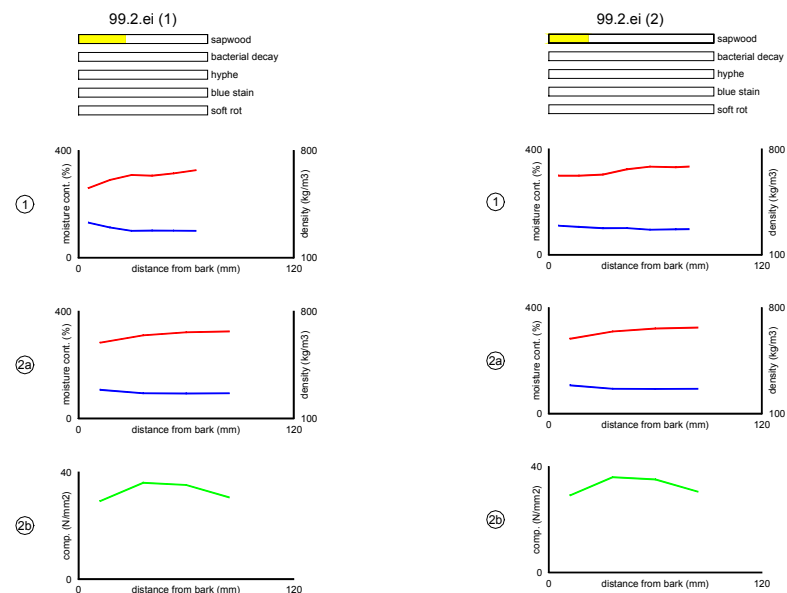 99.2.ei (1)
sapwood
bacterial decay
hyphe
blue stain
soft rot
1
400
moisture cont. (%)
0
800
density (kg/m3)
100
distance from bark (mm)
120
2a
400
moisture cont. (%)
0
800
density (kg/m3)
100
0
distance from bark (mm)
120
2b
40
comp. (N/mm2)
0
0
distance from bark (mm)
120
99.2.ei (2)
sapwood
bacterial decay
hyphe
blue stain
soft rot
1
400
moisture cont. (%)
0
800
density (kg/m3)
100
0
distance from bark (mm)
120
2a
400
moisture cont. (%)
0
800
density (kg/m3)
100
0
distance from bark (mm)
120
2b
40
comp. (N/mm2)
0
0
distance from bark (mm)
120